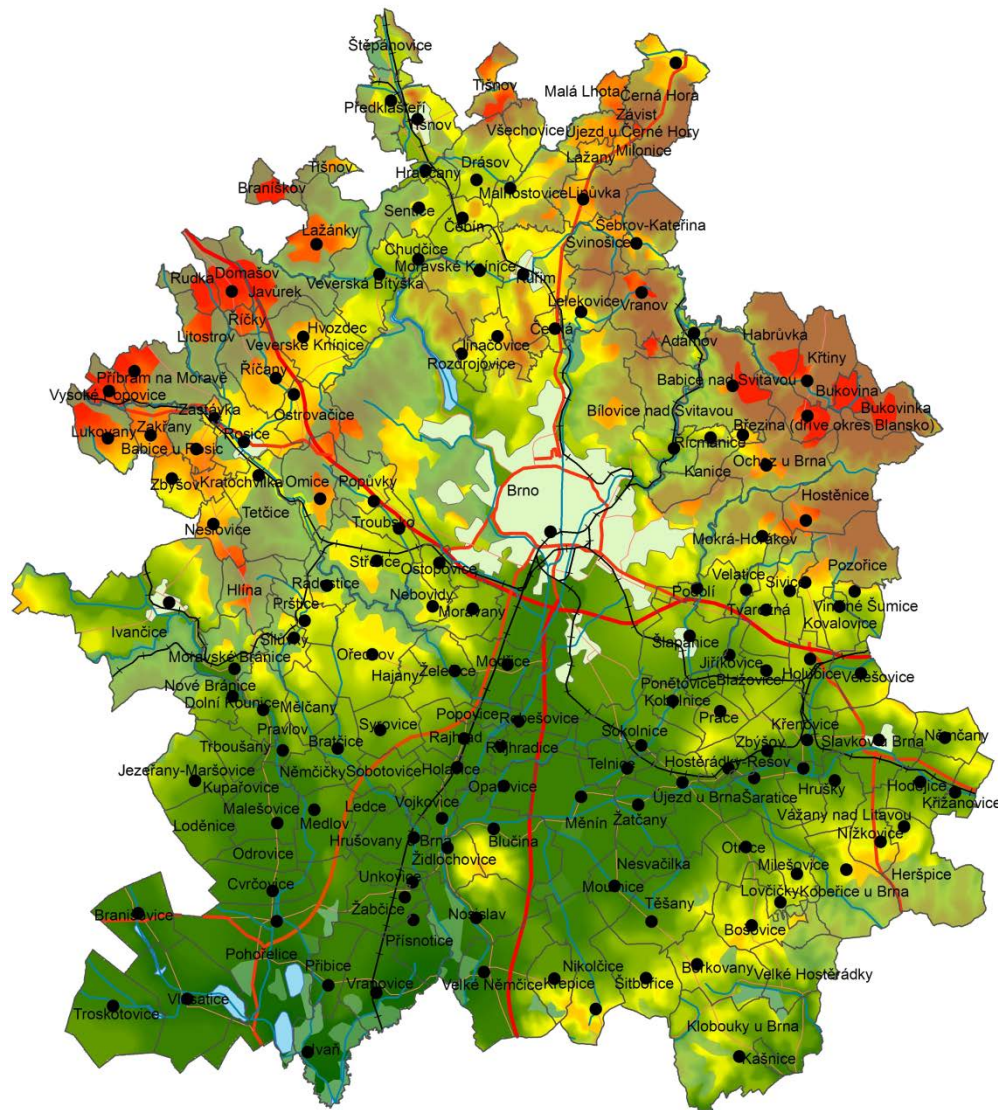 Štěpánovice
Předklášteří
Tišnov
Tišnov
Malá Lhota
Černá Hora
Závist
Všechovice
Újezd u Černé Hory
Milonice
Lažany
Drásov
Tišnov
Hradčany
Malhostovice
Lipůvka
Braníškov
Sentice
Čebín
Šebrov-Kateřina
Svinošice
Lažánky
Chudčice
Moravské Knínice
Kuřim
Veverská Bítýška
Domašov
Rudka
Javůrek
Lelekovice
Vranov
Říčky
Hvozdec
Česká
Litostrov
Veverské Knínice
Jinačovice
Adamov
Habrůvka
Rozdrojovice
Křtiny
Říčany
Příbram na Moravě
Babice nad Svitavou
Bukovina
Vysoké Popovice
Ostrovačice
Bukovinka
Zastávka
Bílovice nad Svitavou
Březina (dříve okres Blansko)
Lukovany
Zakřany
Rosice
Řícmanice
Babice u Rosic
Kanice
Ochoz u Brna
Zbýšov
Kratochvilka
Omice
Popůvky
Brno
Tetčice
Hostěnice
Neslovice
Troubsko
Mokrá-Horákov
Střelice
Ostopovice
Pozořice
Hlína
Radostice
Velatice
Sivice
Nebovidy
Moravany
Podolí
Tvarožná
Viničné Šumice
Prštice
Kovalovice
Ivančice
Silůvky
Šlapanice
Moravské Bránice
Ořechov
Modřice
Jiříkovice
Holubice
Hajany
Želešice
Blažovice
Velešovice
Nové Bránice
Ponětovice
Dolní Kounice
Mělčany
Kobylnice
Popovice
Rebešovice
Prace
Pravlov
Syrovice
Křenovice
Rajhrad
Sokolnice
Zbýšov
Slavkov u Brna
Němčany
Trboušany
Bratčice
Rajhradice
Telnice
Hostěrádky-Rešov
Jezeřany-Maršovice
Němčičky
Sobotovice
Holasice
Hodějice
Kupařovice
Opatovice
Újezd u Brna
Šaratice
Hrušky
Křižanovice
Malešovice
Ledce
Vojkovice
Vážany nad Litavou
Loděnice
Medlov
Měnín
Žatčany
Nížkovice
Hrušovany u Brna
Blučina
Otnice
Odrovice
Židlochovice
Nesvačilka
Milešovice
Heršpice
Cvrčovice
Unkovice
Moutnice
Lovčičky
Kobeřice u Brna
Branišovice
Žabčice
Nosislav
Těšany
Přísnotice
Bošovice
Pohořelice
Přibice
Nikolčice
Borkovany
Vranovice
Velké Němčice
Křepice
Šitbořice
Velké Hostěrádky
Vlasatice
Troskotovice
Klobouky u Brna
Ivaň
Kašnice